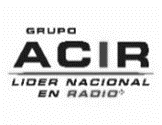 GRUPO
ACIR
LIDER NACIONAL
EN RADIO